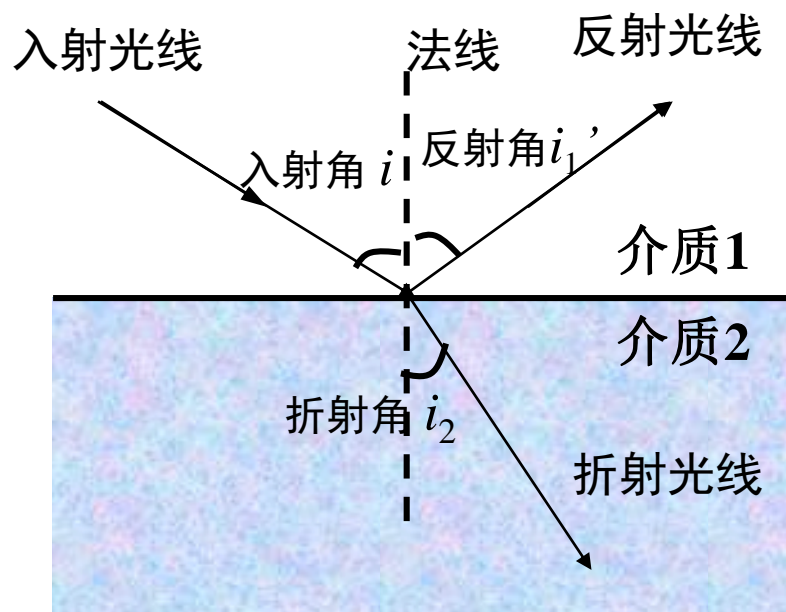 入射光线
法线
反射光线
入射角 i
反射角i₁’
介质1
介质2
折射角 i₂
折射光线